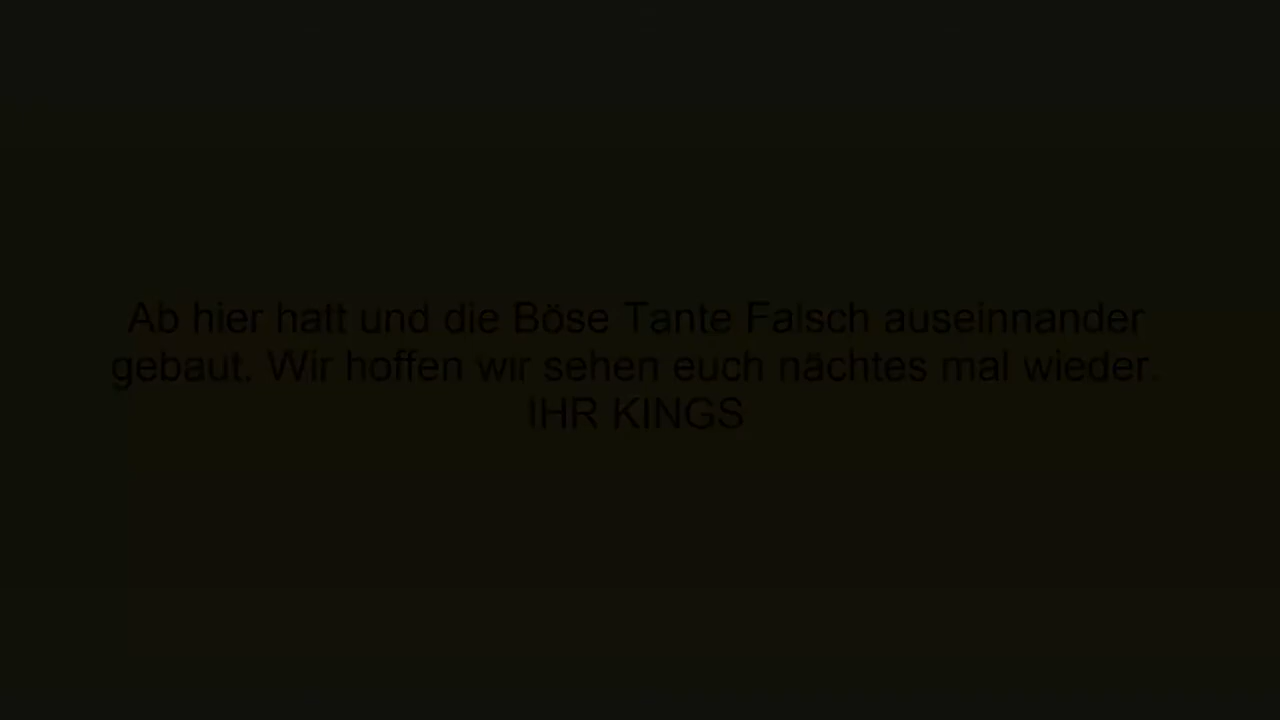 Ab hier hatt und die Böse Tante Falsch auseinnander
gebaut. Wir hoffen wir sehen euch nächtes mal wieder.
IHR KINGS